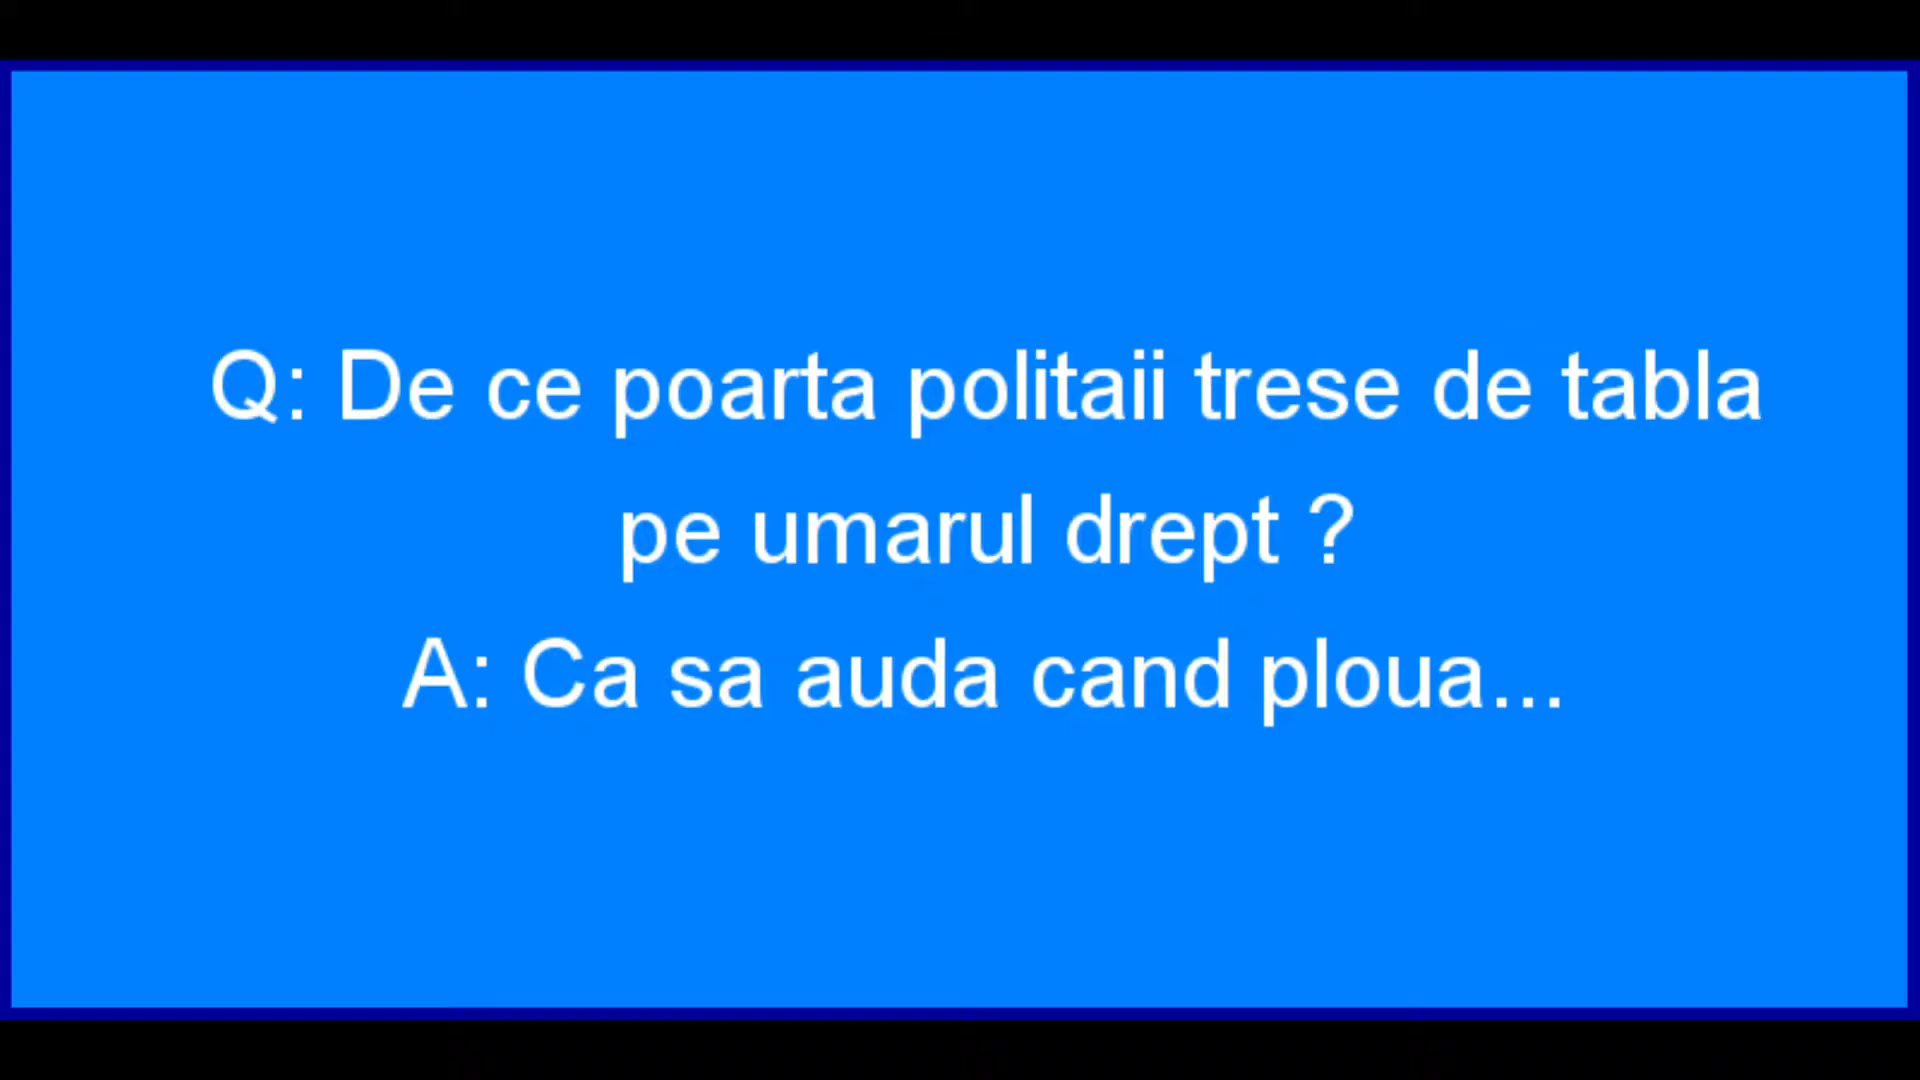 Q: De ce poarta politaii trese de tabla
pe umarul drept ?
A: Ca sa auda cand ploua...